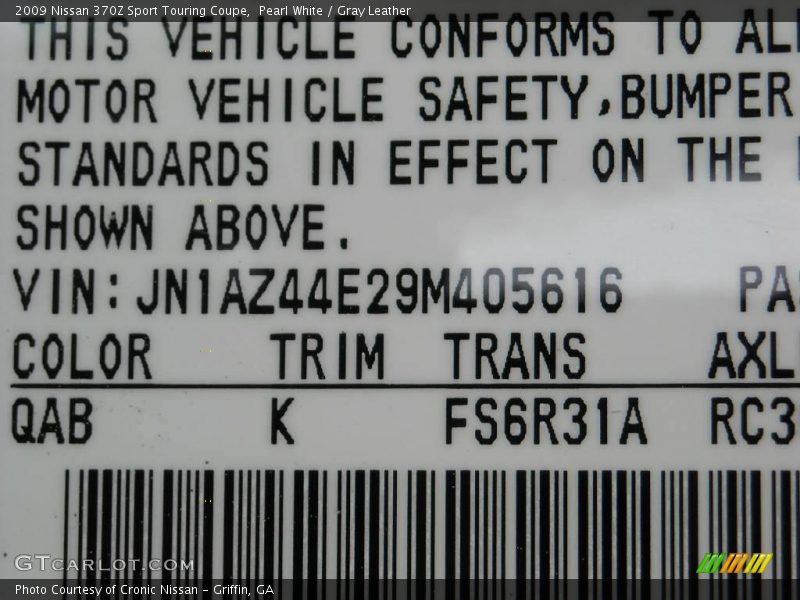 2009 Nissan 370Z Sport Touring Coupe, Pearl White / Gray Leather
THIS VEHICLE CONFORMS TO AL
MOTOR VEHICLE SAFETY, BUMPER
STANDARDS IN EFFECT ON THE
SHOWN ABOVE.
VIN: JN1AZ44E29M405616 PA
COLOR TRIM TRANS AXL
QAB K FS6R31A RC3
GTCARLOT.COM
Photo Courtesy of Cronic Nissan - Griffin, GA